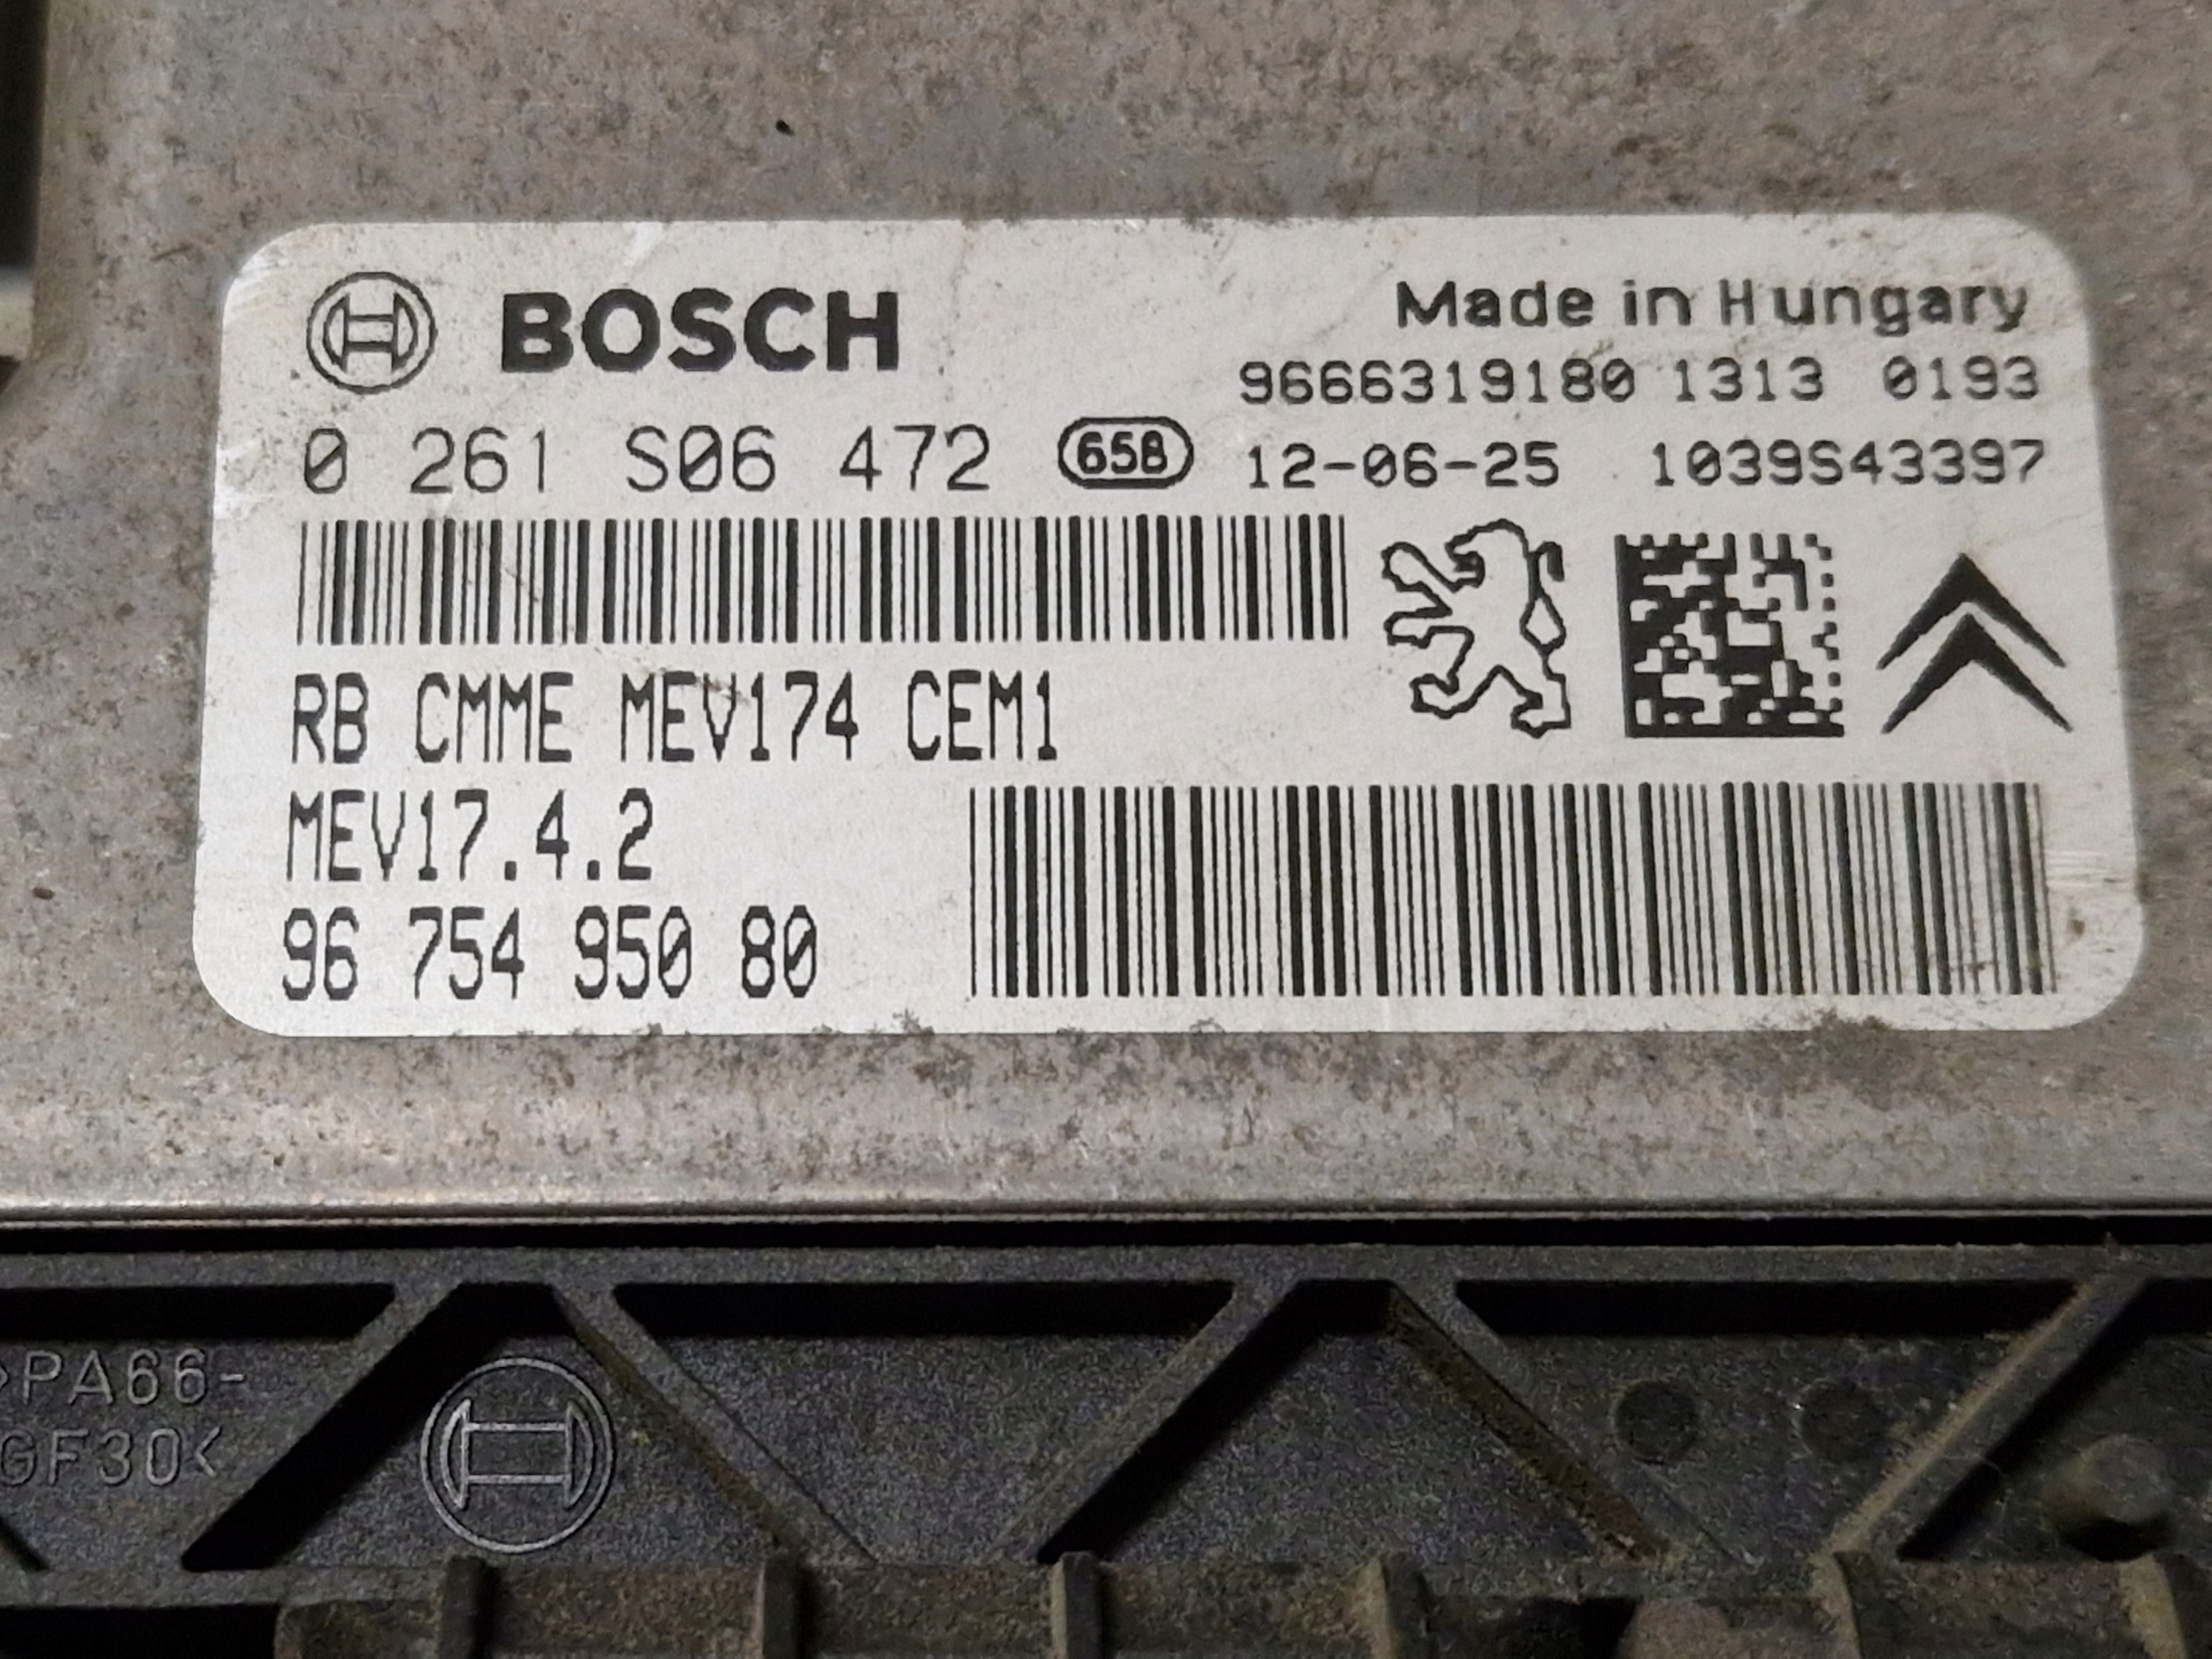 BOSCH
Made in Hungary
9666319180 1313 0193
0 261 S06 472 658 12-06-25 1039S43397
RB CMME MEV174 CEM1
MEV17.4.2
96 754 950 80
>PA66-
GF30<